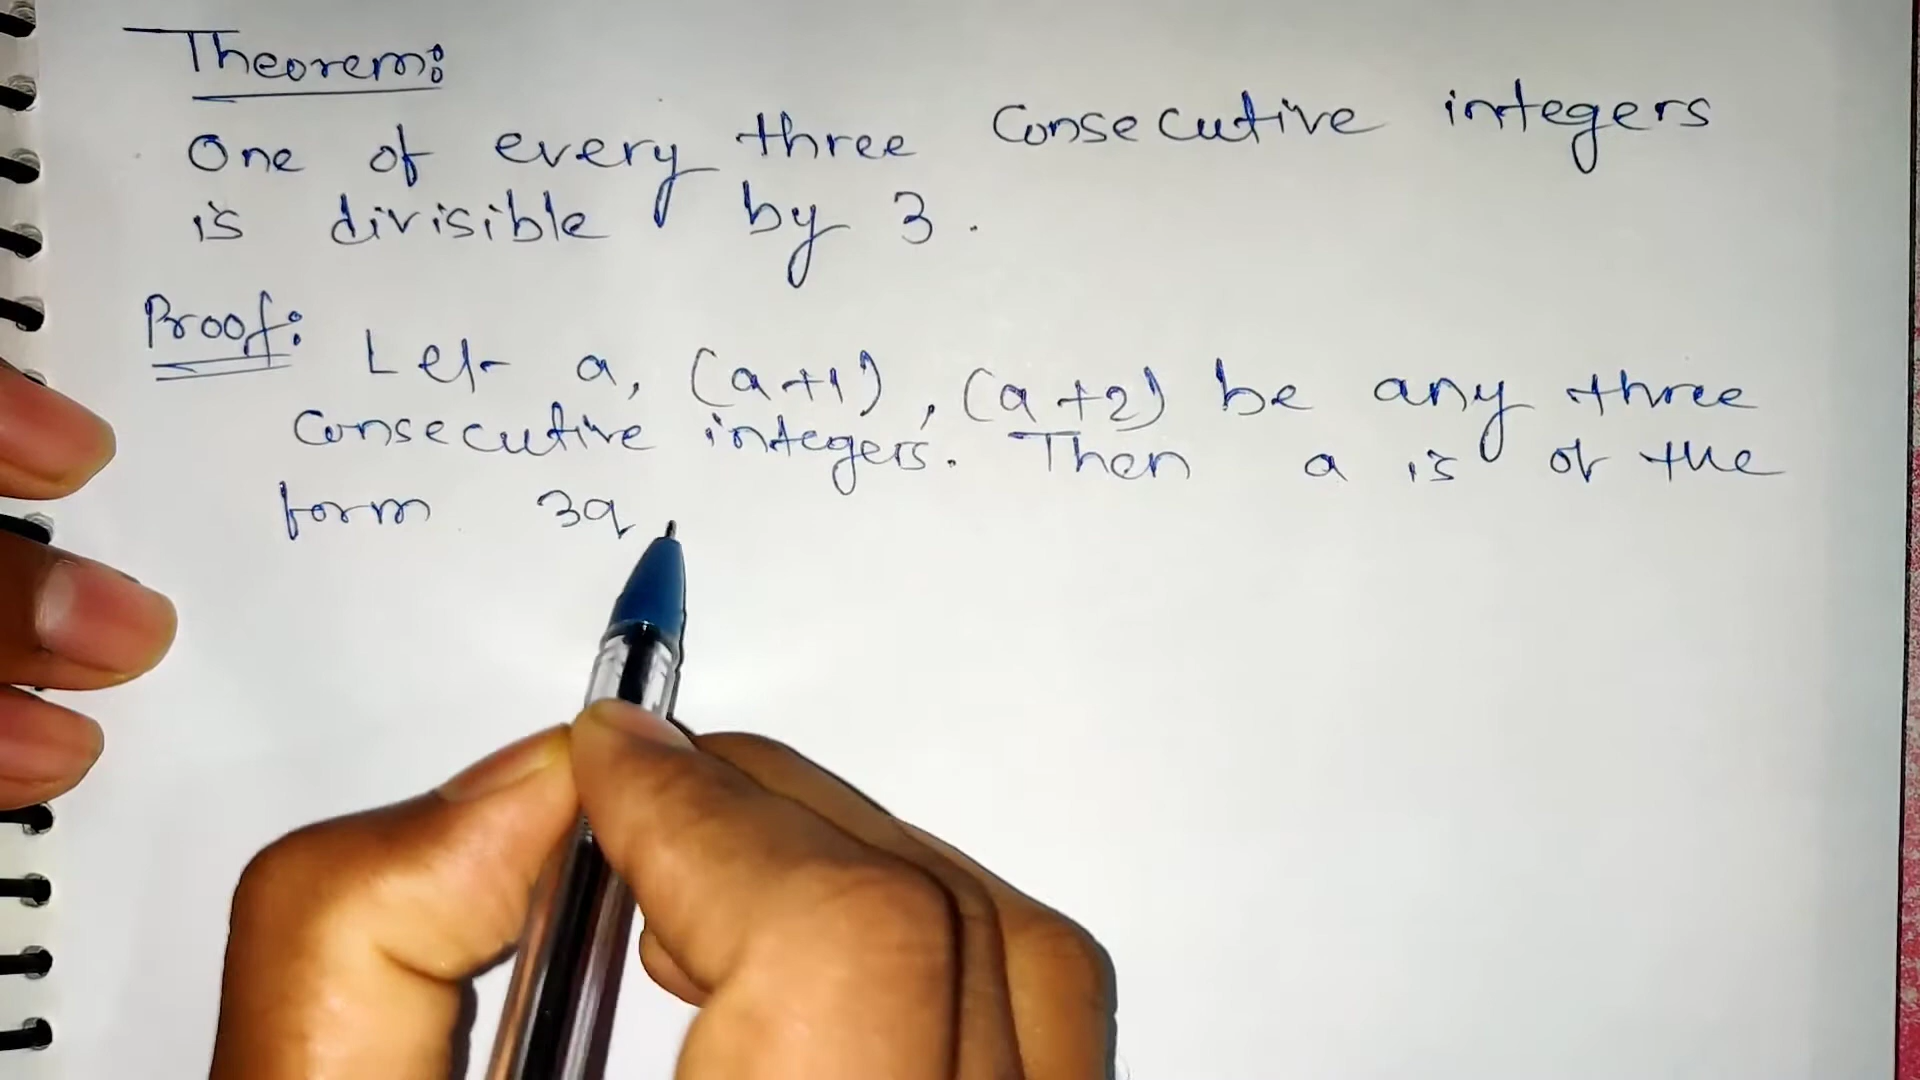 Theorem:
One of every three consecutive integers
is divisible by 3.
Proof: Let a, (a+1), (a+2) be any three
consecutive integers. Then a is of the
form 3q